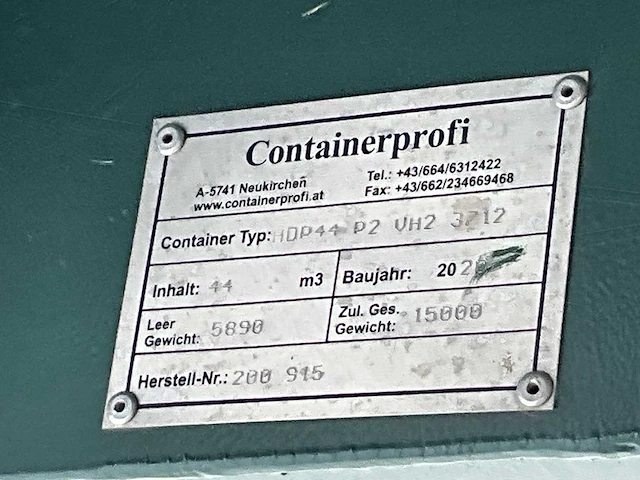 Containerprofi
A-5741 Neukirchen
www.containerprofi.at
Tel.: +43/664/6312422
Fax: +43/662/234669468
Container Typ: HDP44 P2 VH2 3712
Inhalt: 44 m3
Baujahr: 202
Leer
Gewicht: 5890
Zul. Ges.
Gewicht: 15000
Herstell-Nr.: 200 915